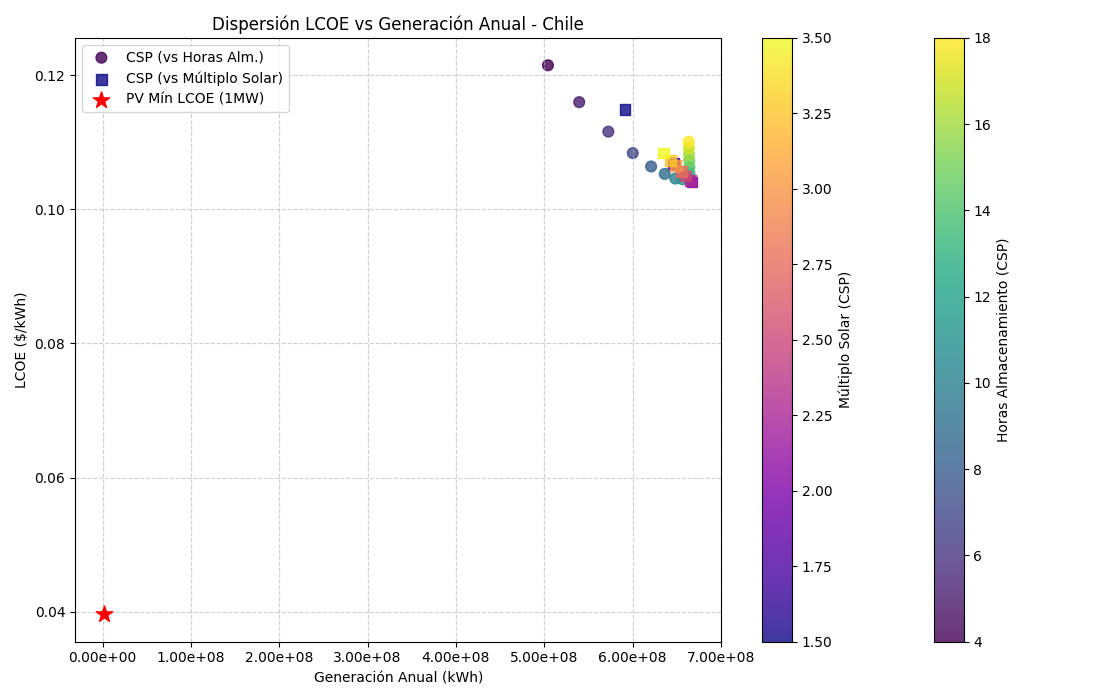 Dispersión LCOE vs Generación Anual - Chile
CSP (vs Horas Alm.)
CSP (vs Múltiplo Solar)
PV Mín LCOE (1MW)
LCOE ($/kWh)
0.12
0.10
0.08
0.06
0.04
0.00e+00 1.00e+08 2.00e+08 3.00e+08 4.00e+08 5.00e+08 6.00e+08 7.00e+08
Generación Anual (kWh)
3.50
3.25
3.00
2.75
2.50
2.25
2.00
1.75
1.50
Múltiplo Solar (CSP)
18
16
14
12
10
8
6
4
Horas Almacenamiento (CSP)